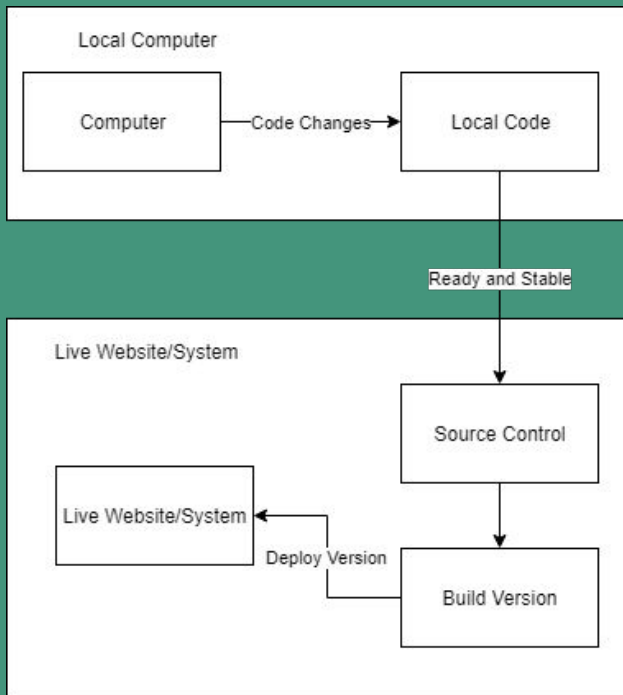 Local Computer
Computer
Code Changes
Local Code
Ready and Stable
Live Website/System
Source Control
Live Website/System
Deploy Version
Build Version